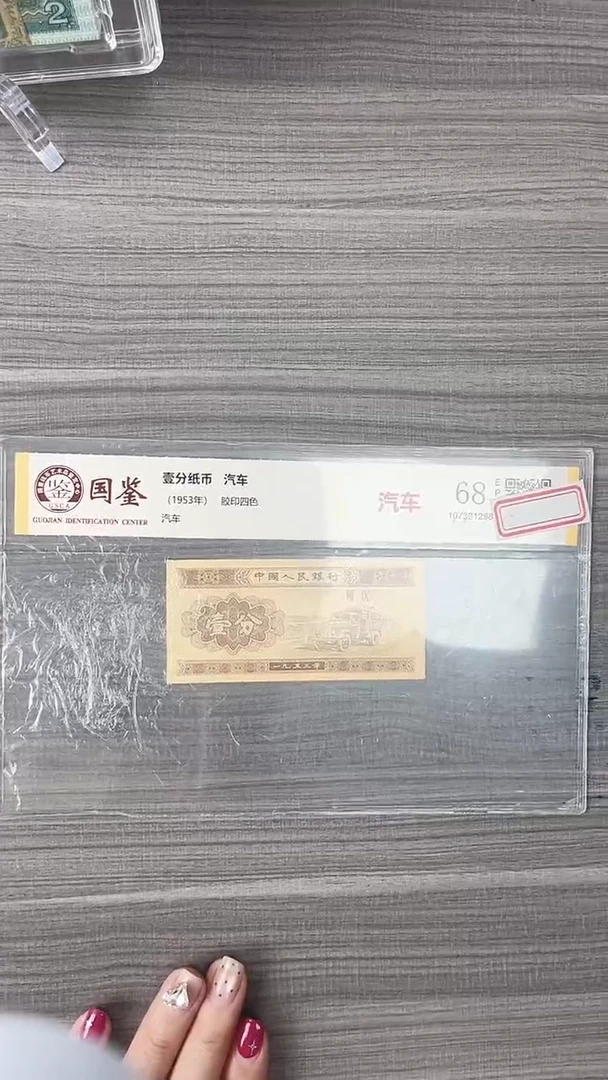 2
国鉴
GUOJIAN IDENTIFICATION CENTER
USCA
壹分纸币 汽车
（1953年） 胶印四色
汽车
汽车
68
E
P
中國人民銀行
壹分
一九五三年